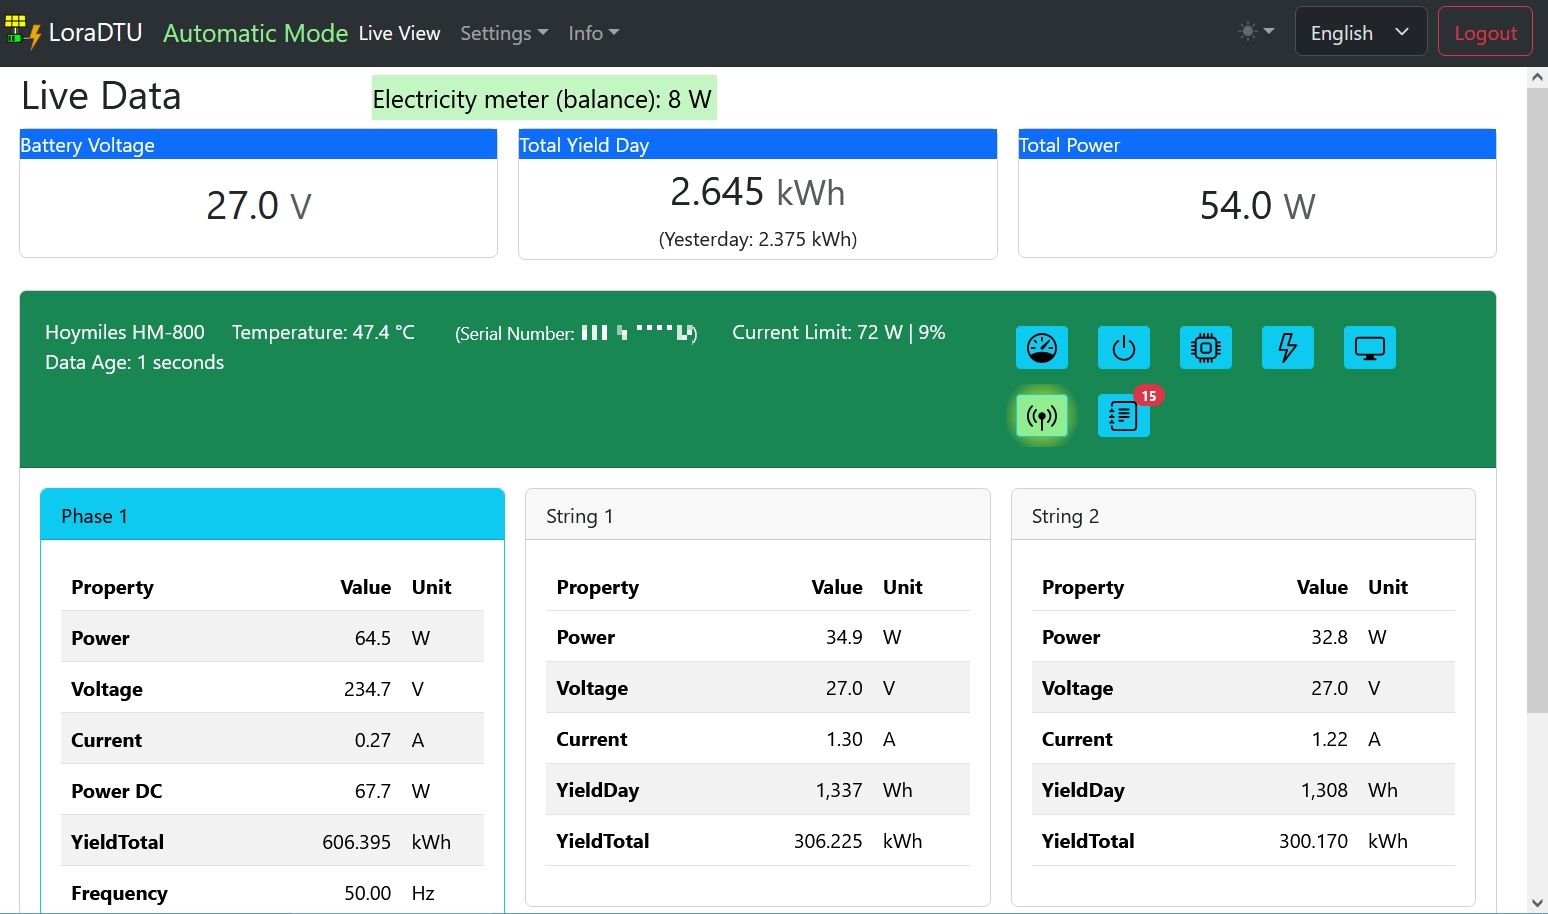 LoraDTU Automatic Mode Live View Settings Info English Logout
Live Data
Electricity meter (balance): 8 W
Battery Voltage
27.0 V
Total Yield Day
2.645 kWh
(Yesterday: 2.375 kWh)
Total Power
54.0 W
Hoymiles HM-800 Temperature: 47.4 °C (Serial Number: ) Current Limit: 72 W | 9%
Data Age: 1 seconds
15
Phase 1
Property Value Unit
Power 64.5 W
Voltage 234.7 V
Current 0.27 A
Power DC 67.7 W
YieldTotal 606.395 kWh
Frequency 50.00 Hz
String 1
Property Value Unit
Power 34.9 W
Voltage 27.0 V
Current 1.30 A
YieldDay 1,337 Wh
YieldTotal 306.225 kWh
String 2
Property Value Unit
Power 32.8 W
Voltage 27.0 V
Current 1.22 A
YieldDay 1,308 Wh
YieldTotal 300.170 kWh